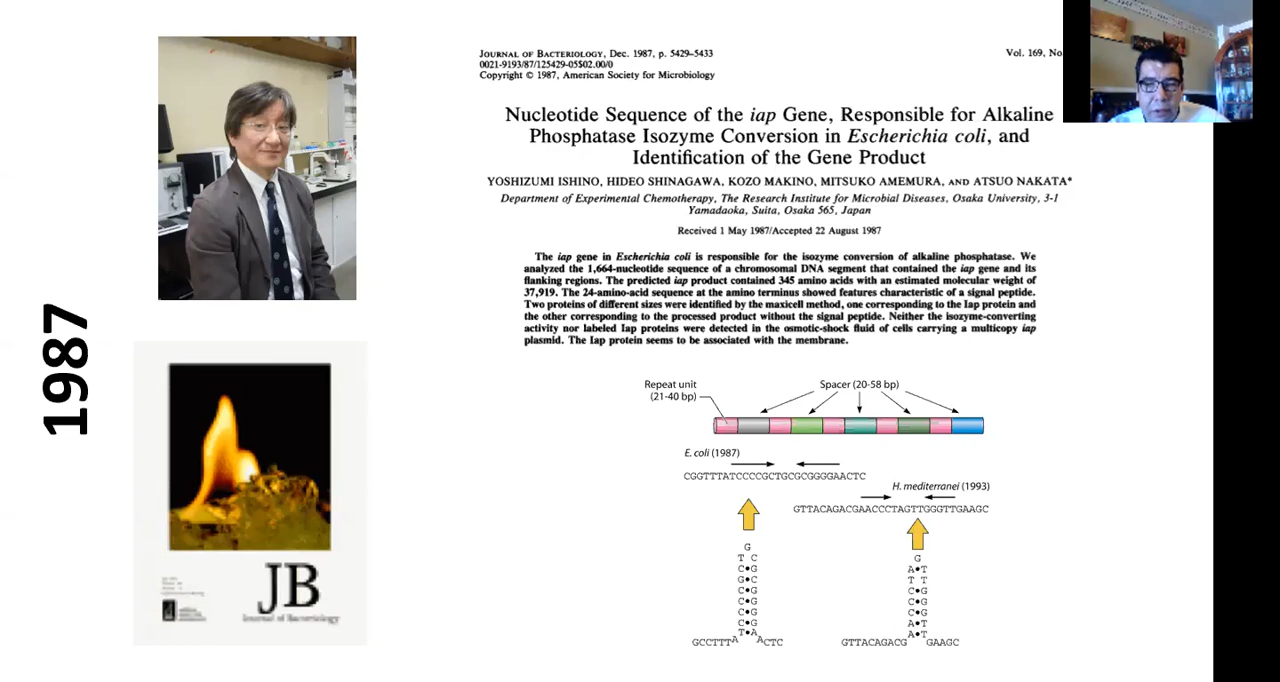 1987
JB
Journal of Bacteriology
JOURNAL OF BACTERIOLOGY, Dec. 1987, p. 5429-5433
0021-9193/87/125429-05$02.00/0
Copyright © 1987, American Society for Microbiology
Vol. 169, No.
Nucleotide Sequence of the iap Gene, Responsible for Alkaline
Phosphatase Isozyme Conversion in Escherichia coli, and
Identification of the Gene Product
YOSHIZUMI ISHINO, HIDEO SHINAGAWA, KOZO MAKINO, MITSUKO AMEMURA, AND ATSUO NAKATA*
Department of Experimental Chemotherapy, The Research Institute for Microbial Diseases, Osaka University, 3-1
Yamadaoka, Suita, Osaka 565, Japan
Received 1 May 1987/Accepted 22 August 1987
The iap gene in Escherichia coli is responsible for the isozyme conversion of alkaline phosphatase. We
analyzed the 1,664-nucleotide sequence of a chromosomal DNA segment that contained the iap gene and its
flanking regions. The predicted iap product contained 345 amino acids with an estimated molecular weight of
37,919. The 24-amino-acid sequence at the amino terminus showed features characteristic of a signal peptide.
Two proteins of different sizes were identified by the maxicell method, one corresponding to the Iap protein and
the other corresponding to the processed product without the signal peptide. Neither the isozyme-converting
activity nor labeled Iap proteins were detected in the osmotic-shock fluid of cells carrying a multicopy iap
plasmid. The Iap protein seems to be associated with the membrane.
Repeat unit
(21-40 bp)
Spacer (20-58 bp)
E. coli (1987)
CGGTTTATCCCCGCTGCGCGGGGAACTC
H. mediterranei (1993)
GTTACAGACGAACCCTAGTTGGGTTGAAGC
G
T C
C•G
G•C
C•G
C•G
C•G
C•G
T•A
GCCTTTA ACTC
G
A•T
T T
C•G
C•G
C•G
A•T
A•T
GTTACAGACG GAAGC